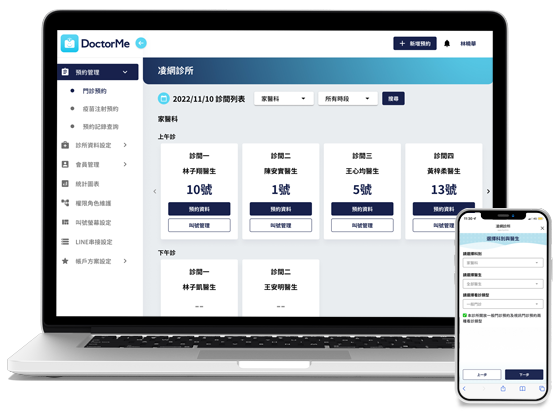 DoctorMe
+ 新增預約
林曉華
預約管理
門診預約
疫苗注射預約
預約記錄查詢
診所資料設定
會員管理
統計圖表
權限角色維護
叫號螢幕設定
LINE串接設定
帳戶方案設定
凌網診所
2022/11/10 診間列表
家醫科
所有時段
搜尋
家醫科
上午診
診間一
林子翔醫生
10號
預約資料
叫號管理
診間二
陳安實醫生
1號
預約資料
叫號管理
診間三
王心均醫生
5號
預約資料
叫號管理
診間四
黃梓柔醫生
13號
預約資料
叫號管理
下午診
診間一
林子凱醫生
--
診間二
王安明醫生
--
凌網診所
選擇科別與醫生
請選擇科別
家醫科
請選擇醫生
全部醫生
請選擇看診類型
一般門診
上一步
下一步